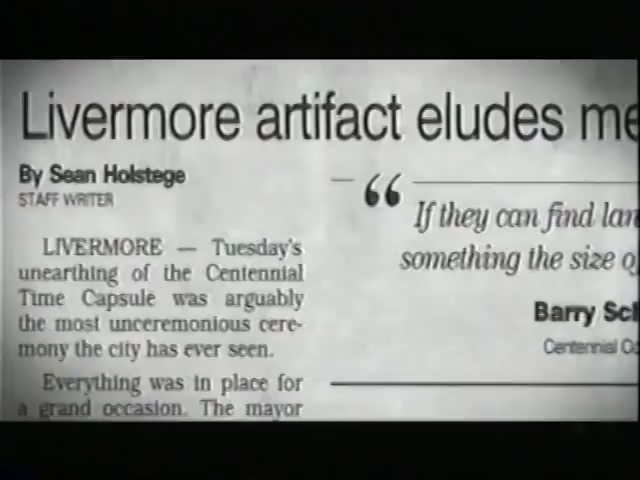 Livermore artifact eludes me
By Sean Holstege
STAFF WRITER
LIVERMORE — Tuesday's
unearthing of the Centennial
Time Capsule was arguably
the most unceremonious cere-
mony the city has ever seen.
Everything was in place for
a grand occasion. The mayor
“ If they can find lan
something the size o
Barry Sch
Centennial Co